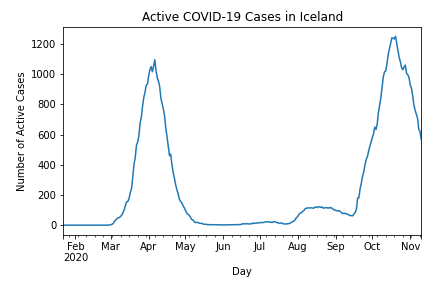 Active COVID-19 Cases in Iceland
Number of Active Cases
1200
1000
800
600
400
200
0
Feb Mar Apr May Jun Jul Aug Sep Oct Nov
2020
Day